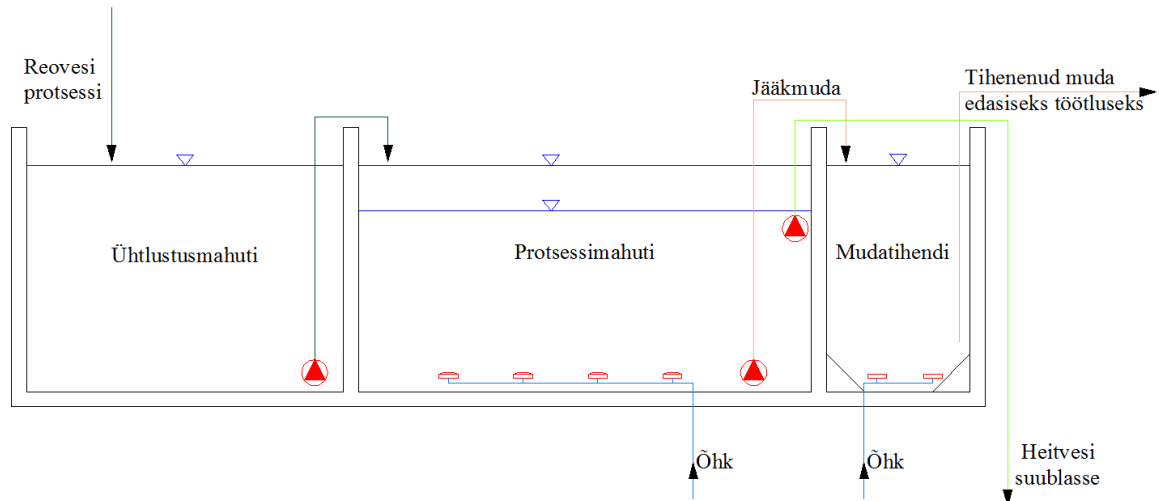 Reovesi
protsessi
Jääkmuda
Tihenenud muda
edasiseks töötluseks
Ühtlustusmahuti
Protsessimahuti
Mudatihendi
Õhk
Õhk
Heitvesi
suublasse